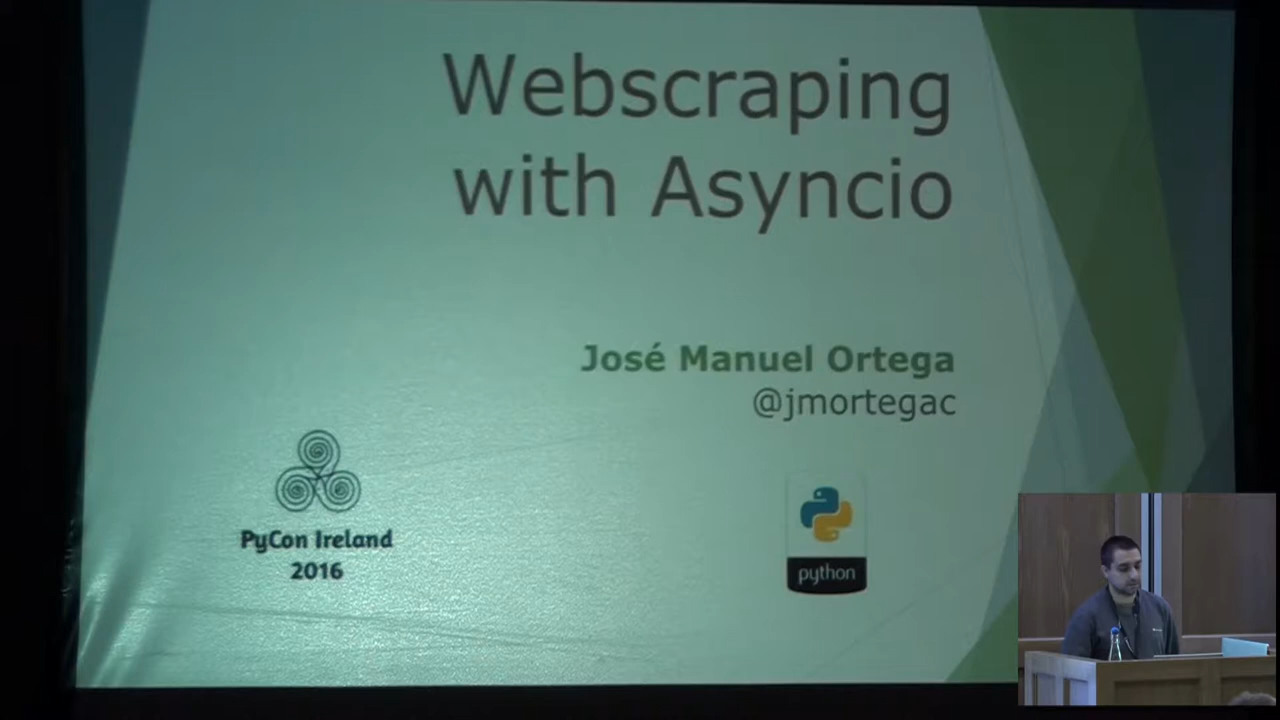 Webscraping
with Asyncio
José Manuel Ortega
@jmortegac
PyCon Ireland
2016
python